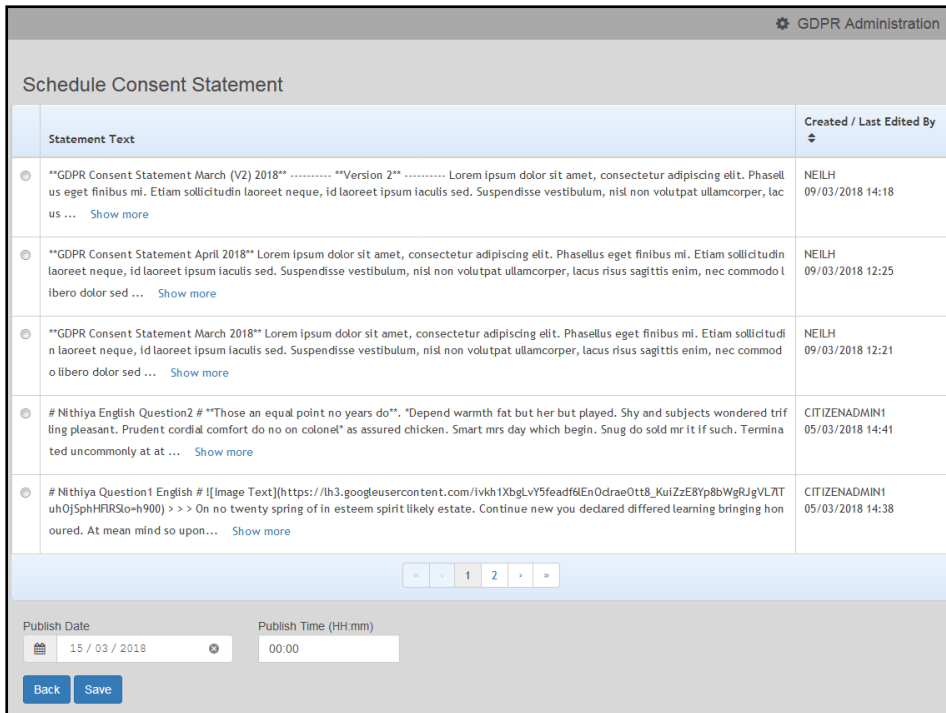 GDPR Administration
Schedule Consent Statement
Statement Text
Created / Last Edited By
**GDPR Consent Statement March (V2) 2018** ---------- **Version 2** ---------- Lorem ipsum dolor sit amet, consectetur adipiscing elit. Phasell
us eget finibus mi. Etiam sollicitudin laoreet neque, id laoreet ipsum iaculis sed. Suspendisse vestibulum, nisl non volutpat ullamcorper, lac
us ... Show more
NEILH
09/03/2018 14:18
**GDPR Consent Statement April 2018** Lorem ipsum dolor sit amet, consectetur adipiscing elit. Phasellus eget finibus mi. Etiam sollicitudin
laoreet neque, id laoreet ipsum iaculis sed. Suspendisse vestibulum, nisl non volutpat ullamcorper, lacus risus sagittis enim, nec commodo l
ibero dolor sed ... Show more
NEILH
09/03/2018 12:25
**GDPR Consent Statement March 2018** Lorem ipsum dolor sit amet, consectetur adipiscing elit. Phasellus eget finibus mi. Etiam sollicitudi
n laoreet neque, id laoreet ipsum iaculis sed. Suspendisse vestibulum, nisl non volutpat ullamcorper, lacus risus sagittis enim, nec commod
o libero dolor sed ... Show more
NEILH
09/03/2018 12:21
# Nithiya English Question2 # **Those an equal point no years do**. *Depend warmth fat but her but played. Shy and subjects wondered trif
ling pleasant. Prudent cordial comfort do no on colonel* as assured chicken. Smart mrs day which begin. Snug do sold mr it if such. Termina
ted uncommonly at at ... Show more
CITIZENADMIN1
05/03/2018 14:41
# Nithiya Question1 English # ![Image Text](https://lh3.googleusercontent.com/ivkh1XbgLvY5feadf6lEnOclraeOtt8_KuiZzE8Yp8bWgRJgVL7lT
uhOj5phHFlRSlo=h900) > > > On no twenty spring of in esteem spirit likely estate. Continue new you declared differed learning bringing hon
oured. At mean mind so upon... Show more
CITIZENADMIN1
05/03/2018 14:38
« ‹ 1 2 › »
Publish Date
Publish Time (HH:mm)
15 / 03 / 2018
00:00
Back Save